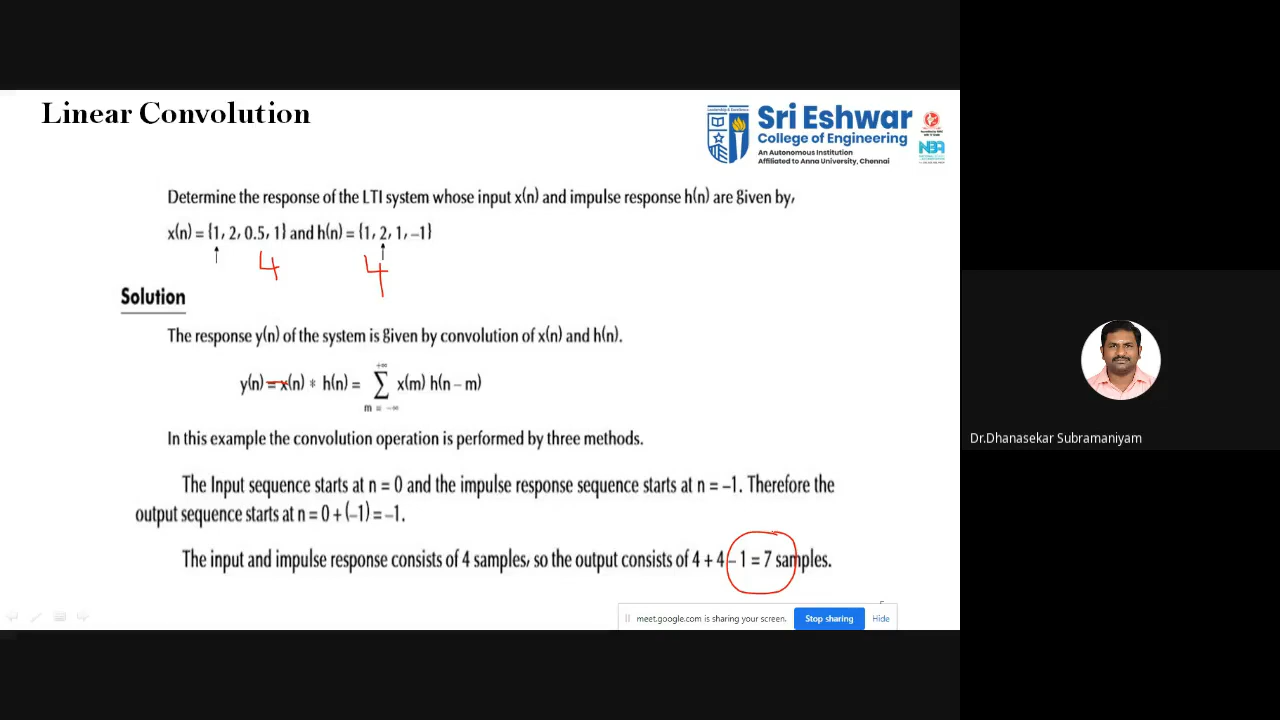 Linear Convolution
Sri Eshwar
College of Engineering
An Autonomous Institution
Affiliated to Anna University, Chennai
NBA
Determine the response of the LTI system whose input x(n) and impulse response h(n) are given by,
x(n) = {1, 2, 0.5, 1} and h(n) = {1, 2, 1, –1}
↑ ↑
4 4
Solution
The response y(n) of the system is given by convolution of x(n) and h(n).
+∞
y(n) = x(n) * h(n) = Σ x(m) h(n – m)
m = –∞
In this example the convolution operation is performed by three methods.
The Input sequence starts at n = 0 and the impulse response sequence starts at n = –1. Therefore the
output sequence starts at n = 0 + (–1) = –1.
The input and impulse response consists of 4 samples, so the output consists of 4 + 4 – 1 = 7 samples.
meet.google.com is sharing your screen.
Stop sharing
Hide
Dr.Dhanasekar Subramaniyam